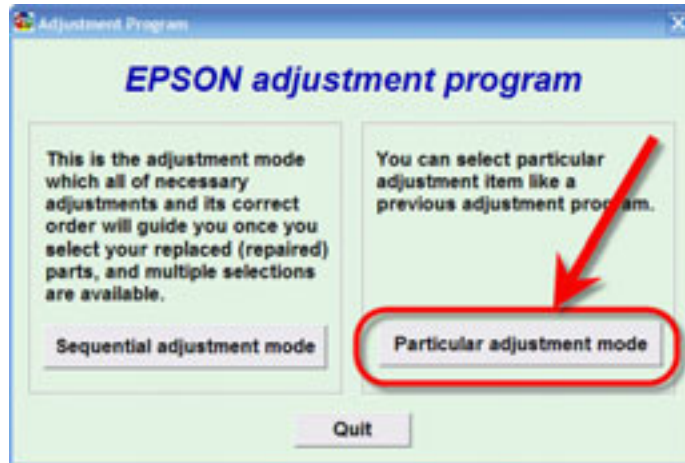 Adjustment Program
EPSON adjustment program
This is the adjustment mode
which all of necessary
adjustments and its correct
order will guide you once you
select your replaced (repaired)
parts, and multiple selections
are available.
Sequential adjustment mode
You can select particular
adjustment item like a
previous adjustment program.
Particular adjustment mode
Quit